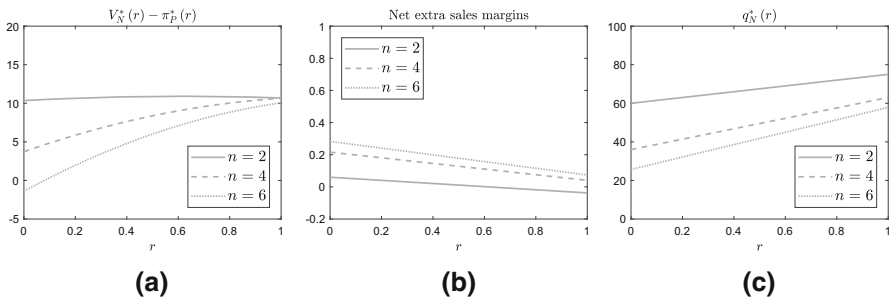 $V_N^*(r) - \pi_P^*(r)$
20
15
10
5
0
-5
0 0.2 0.4 0.6 0.8 1
r
n = 2
n = 4
n = 6
(a)
Net extra sales margins
1
0.8
0.6
0.4
0.2
0
-0.2
0 0.2 0.4 0.6 0.8 1
r
n = 2
n = 4
n = 6
(b)
$q_N^*(r)$
100
80
60
40
20
0
0 0.2 0.4 0.6 0.8 1
r
n = 2
n = 4
n = 6
(c)